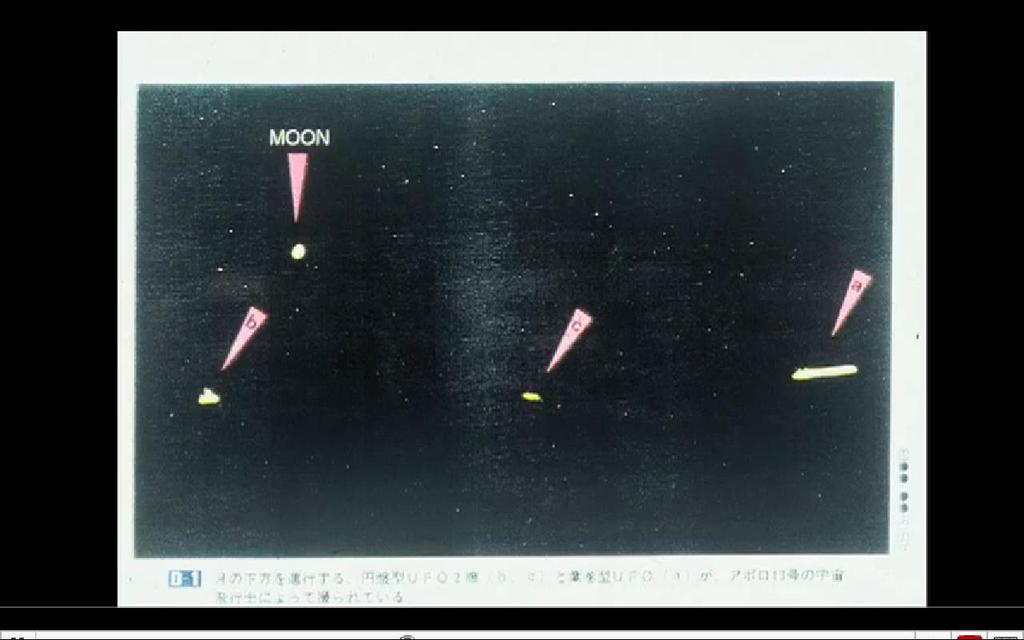 MOON
a
b
c
D-1 月の下方を進行する、円盤型UFO2機（b、c）と葉巻型UFO（a）が、アポロ13号の宇宙
飛行士によって撮られている